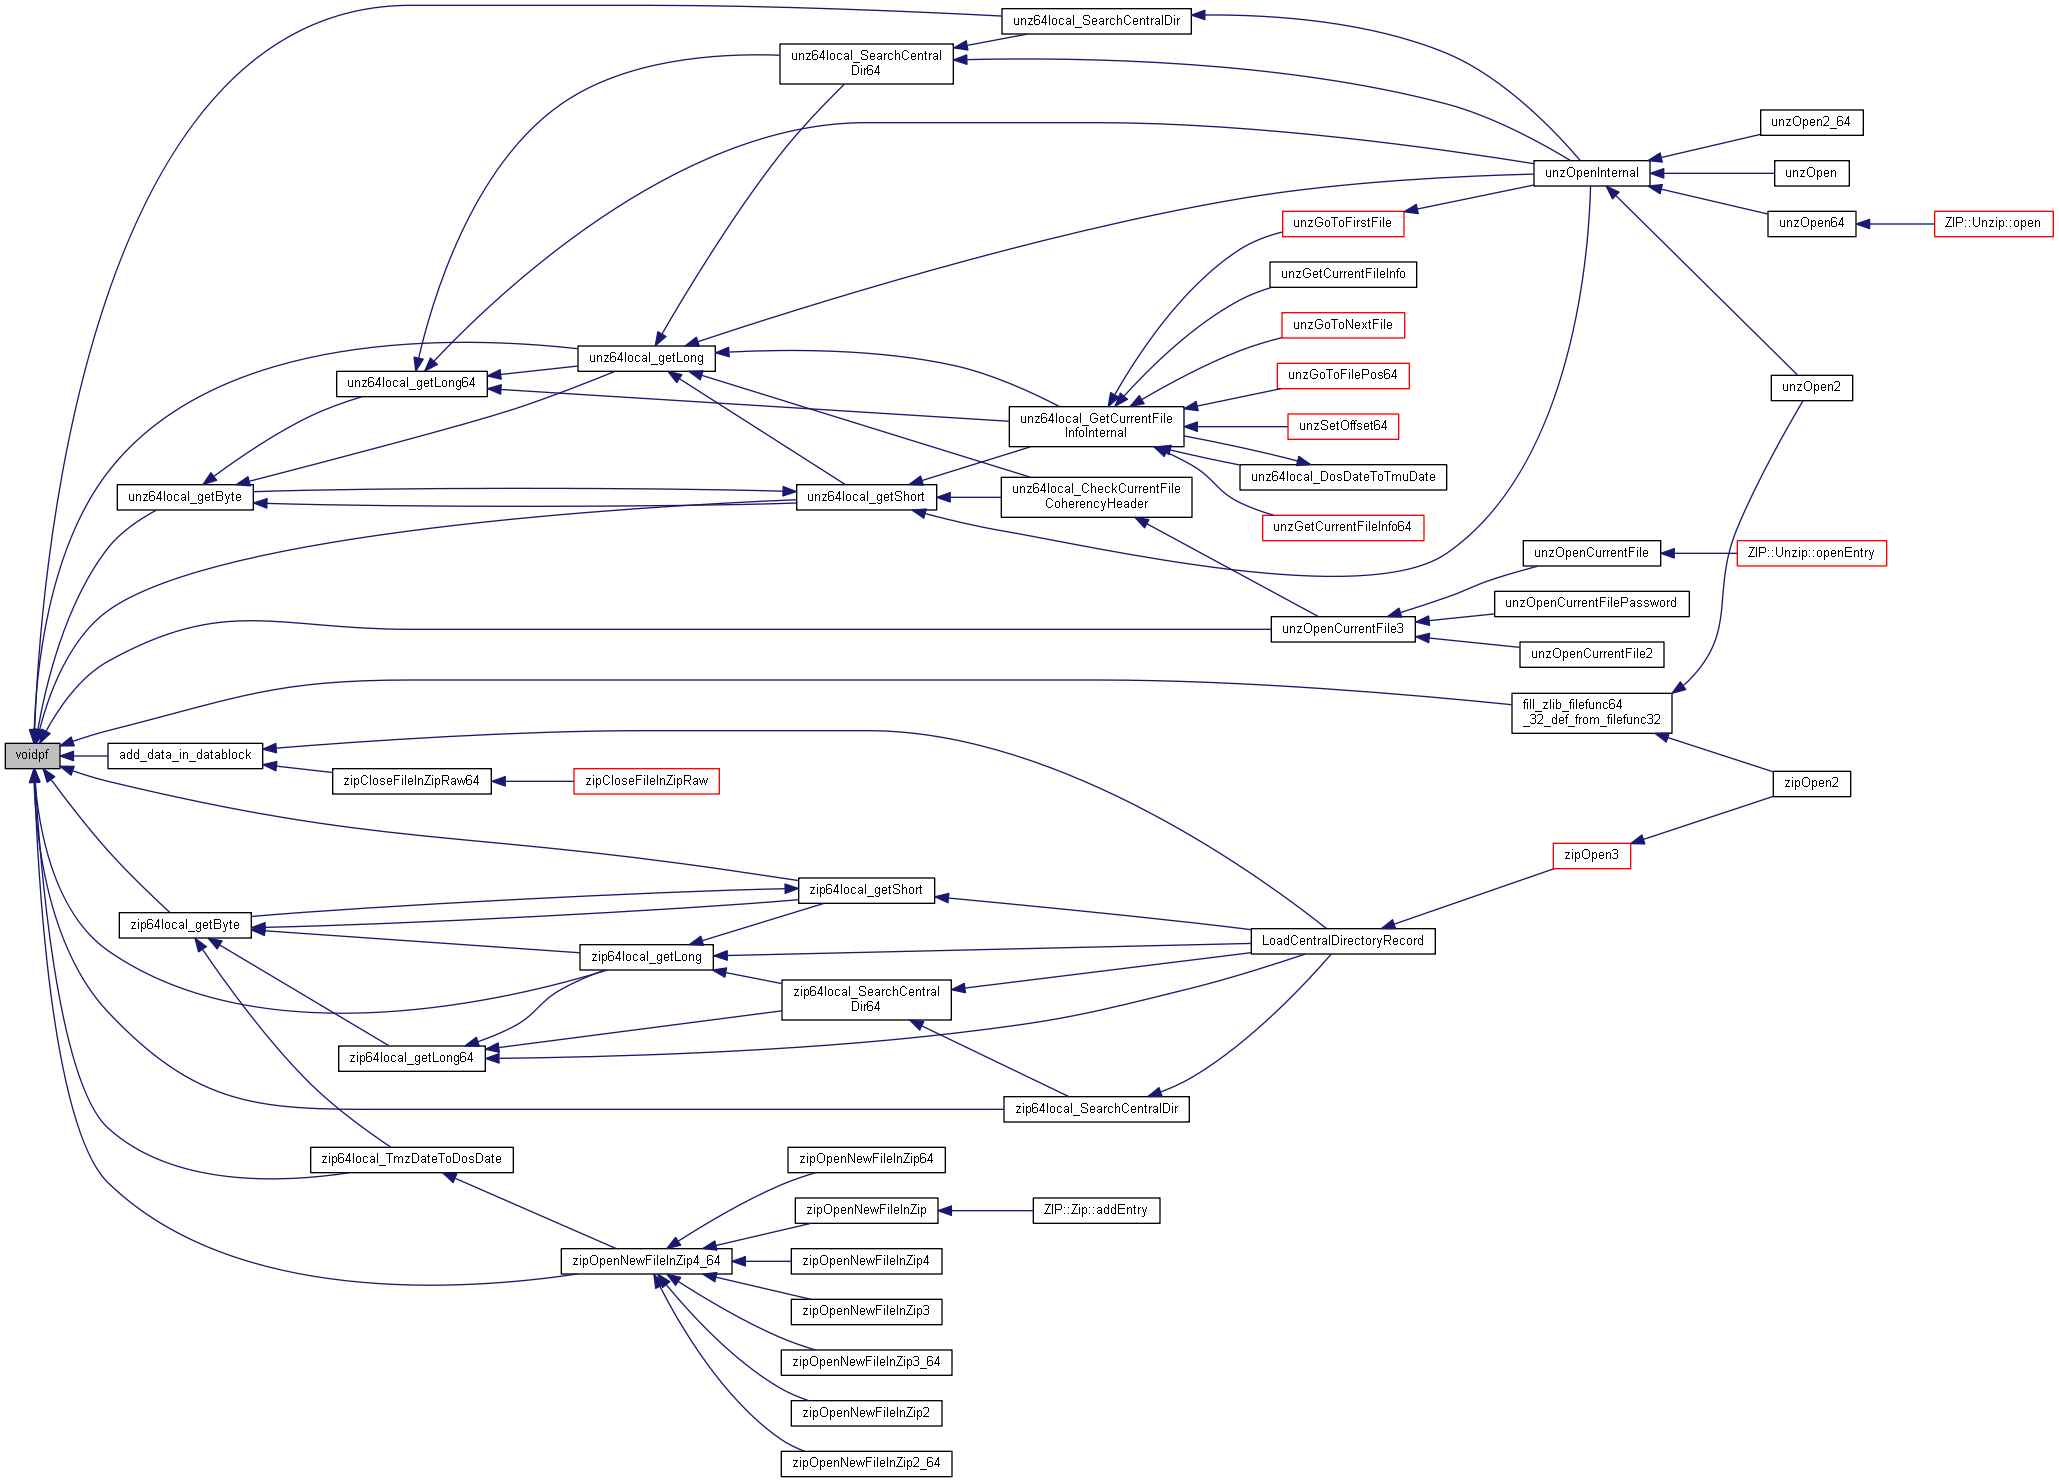 unz64local_SearchCentralDir
unz64local_SearchCentral
Dir64
unzOpen2_64
unzOpenInternal
unzOpen
unzGoToFirstFile
unzOpen64
ZIP::Unzip::open
unzGetCurrentFileInfo
unzGoToNextFile
unz64local_getLong
unz64local_getLong64
unzGoToFilePos64
unzOpen2
unz64local_GetCurrentFile
InfoInternal
unzSetOffset64
unz64local_DosDateToTmuDate
unz64local_getByte
unz64local_getShort
unz64local_CheckCurrentFile
CoherencyHeader
unzGetCurrentFileInfo64
unzOpenCurrentFile
ZIP::Unzip::openEntry
unzOpenCurrentFilePassword
unzOpenCurrentFile3
unzOpenCurrentFile2
fill_zlib_filefunc64
_32_def_from_filefunc32
voidpf
add_data_in_datablock
zipCloseFileInZipRaw64
zipCloseFileInZipRaw
zipOpen2
zipOpen3
zip64local_getShort
zip64local_getByte
LoadCentralDirectoryRecord
zip64local_getLong
zip64local_SearchCentral
Dir64
zip64local_getLong64
zip64local_SearchCentralDir
zip64local_TmzDateToDosDate
zipOpenNewFileInZip64
zipOpenNewFileInZip
ZIP::Zip::addEntry
zipOpenNewFileInZip4_64
zipOpenNewFileInZip4
zipOpenNewFileInZip3
zipOpenNewFileInZip3_64
zipOpenNewFileInZip2
zipOpenNewFileInZip2_64